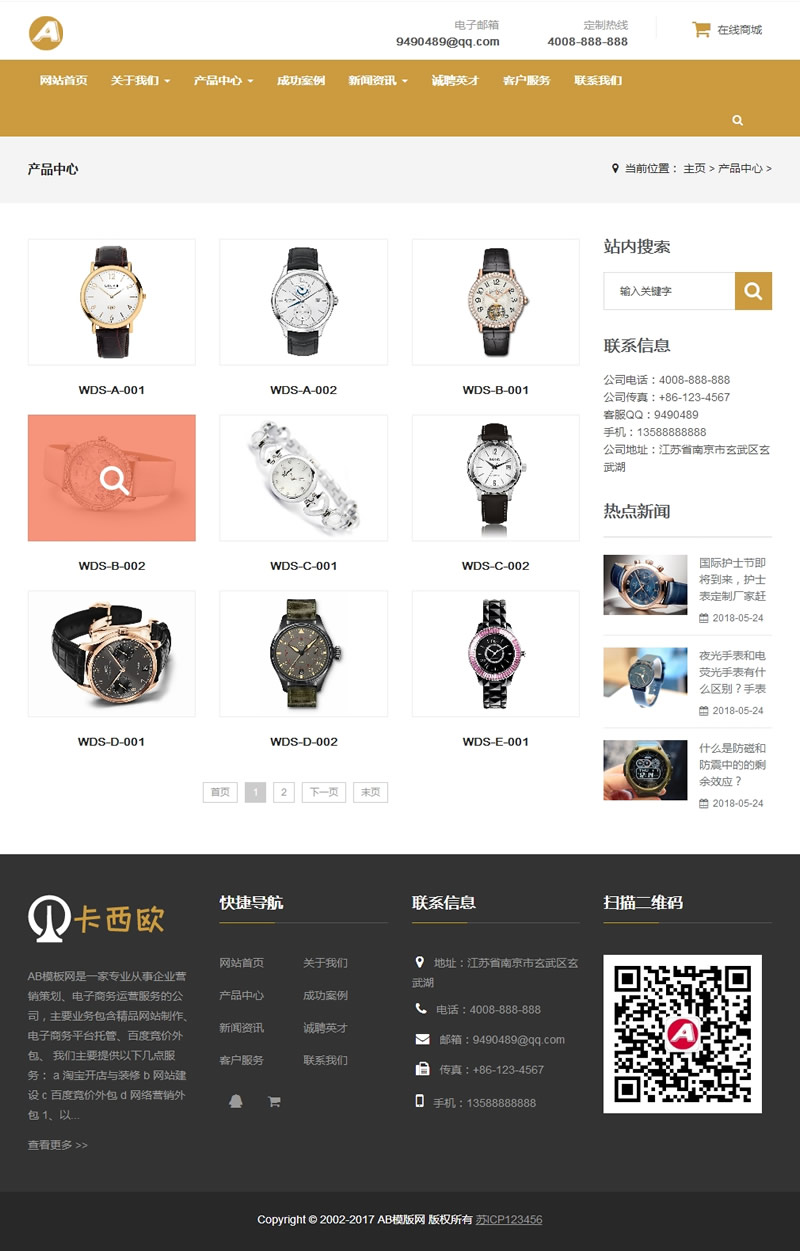 A
电子邮箱
9490489@qq.com
定制热线
4008-888-888
在线商城
网站首页 关于我们 产品中心 成功案例 新闻资讯 诚聘英才 客户服务 联系我们
产品中心
当前位置： 主页 > 产品中心 >
WDS-A-001
WDS-A-002
WDS-B-001
WDS-B-002
WDS-C-001
WDS-C-002
WDS-D-001
WDS-D-002
WDS-E-001
首页 1 2 下一页 末页
站内搜索
输入关键字
联系信息
公司电话：4008-888-888
公司传真：+86-123-4567
客服QQ：9490489
手机：13588888888
公司地址：江苏省南京市玄武区玄
武湖
热点新闻
国际护士节即
将到来，护士
表定制厂家赶
2018-05-24
夜光手表和电
荧光手表有什
么区别？手表
2018-05-24
什么是防磁和
防震中的的剩
余效应？
2018-05-24
卡西欧
AB模板网是一家专业从事企业营
销策划、电子商务运营服务的公
司，主要业务包含精品网站制作、
电子商务平台托管、百度竞价外
包、 我们主要提供以下几点服
务： a 淘宝开店与装修 b 网站建
设 c 百度竞价外包 d 网络营销外
包 1、以...
查看更多 >>
快捷导航
网站首页 关于我们
产品中心 成功案例
新闻资讯 诚聘英才
客户服务 联系我们
联系信息
地址：江苏省南京市玄武区玄
武湖
电话：4008-888-888
邮箱：9490489@qq.com
传真：+86-123-4567
手机：13588888888
扫描二维码
A
Copyright © 2002-2017 AB模版网 版权所有 苏ICP123456